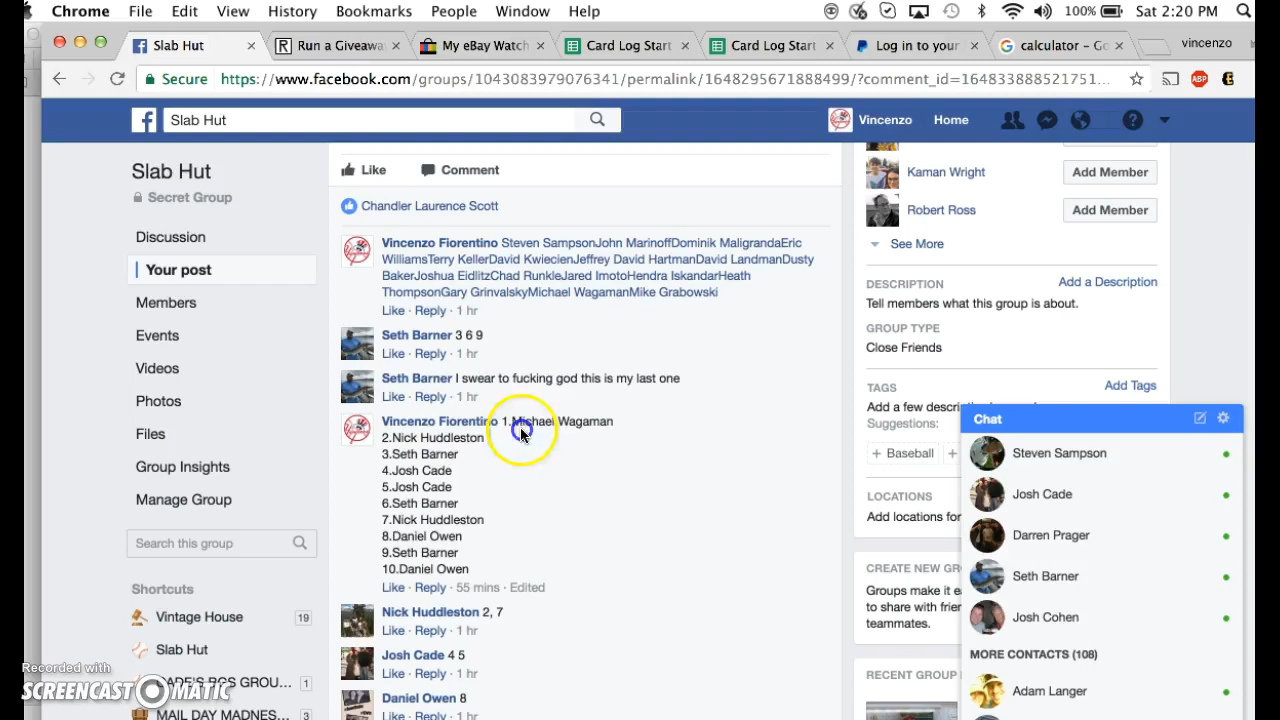 Chrome File Edit View History Bookmarks People Window Help 100% Sat 2:20 PM
Slab Hut × Run a Giveawa × My eBay Watch × Card Log Start × Card Log Start × Log in to your × calculator - Go × vincenzo
Secure https://www.facebook.com/groups/1043083979076341/permalink/1648295671888499/?comment_id=164833888521751... ABP
Slab Hut Vincenzo Home
Slab Hut
Secret Group
Discussion
Your post
Members
Events
Videos
Photos
Files
Group Insights
Manage Group
Search this group
Shortcuts
Vintage House 19
Slab Hut
1
MAIL DAY MADNES... 3
Recorded with
SCREENCAST MATIC
Like Comment
Chandler Laurence Scott
Vincenzo Fiorentino Steven SampsonJohn MarinoffDominik MaligrandaEric
WilliamsTerry KellerDavid KwiecienJeffrey David HartmanDavid LandmanDusty
BakerJoshua EidlitzChad RunkleJared ImotoHendra IskandarHeath
ThompsonGary GrinvalskyMichael WagamanMike Grabowski
Like · Reply · 1 hr
Seth Barner 3 6 9
Like · Reply · 1 hr
Seth Barner I swear to fucking god this is my last one
Like · Reply · 1 hr
Vincenzo Fiorentino 1.Michael Wagaman
2.Nick Huddleston
3.Seth Barner
4.Josh Cade
5.Josh Cade
6.Seth Barner
7.Nick Huddleston
8.Daniel Owen
9.Seth Barner
10.Daniel Owen
Like · Reply · 55 mins · Edited
Nick Huddleston 2, 7
Like · Reply · 1 hr
Josh Cade 4 5
Like · Reply · 1 hr
Daniel Owen 8
Like · Reply · 1 hr
Kaman Wright Add Member
Robert Ross Add Member
See More
DESCRIPTION Add a Description
Tell members what this group is about.
GROUP TYPE
Close Friends
TAGS Add Tags
Add a few
Suggestions:
+ Baseball +
LOCATIONS
Add locations for
CREATE NEW
Groups make it
to share with
teammates.
RECENT GROUP
Chat
Steven Sampson
Josh Cade
Darren Prager
Seth Barner
Josh Cohen
MORE CONTACTS (108)
Adam Langer